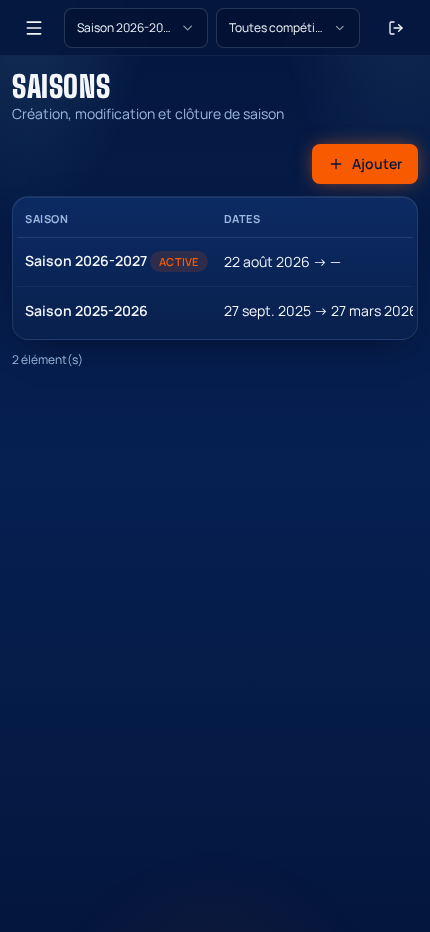 Saison 2026-20... Toutes compéti...
SAISONS
Création, modification et clôture de saison
+ Ajouter
SAISON DATES
Saison 2026-2027 ACTIVE 22 août 2026 → —
Saison 2025-2026 27 sept. 2025 → 27 mars 2026
2 élément(s)